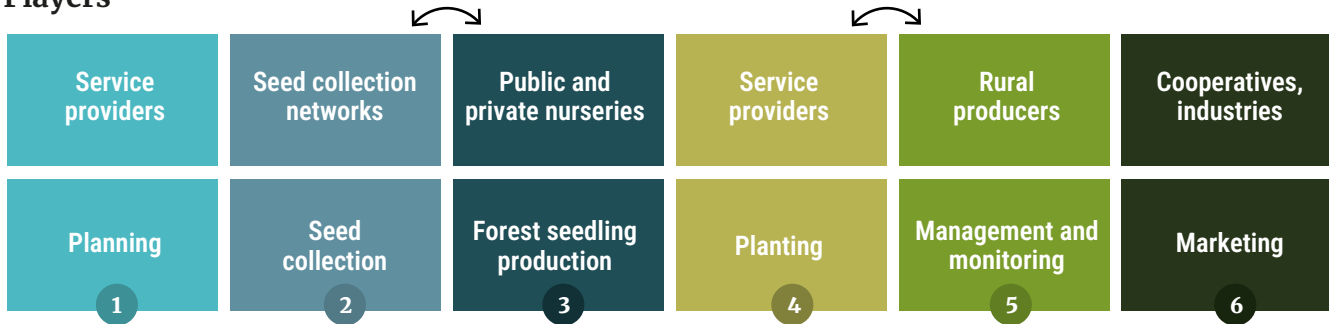 Players
Service
providers
Seed collection
networks
Public and
private nurseries
Service
providers
Rural
producers
Cooperatives,
industries
Planning
Seed
collection
Forest seedling
production
Planting
Management and
monitoring
Marketing
1
2
3
4
5
6